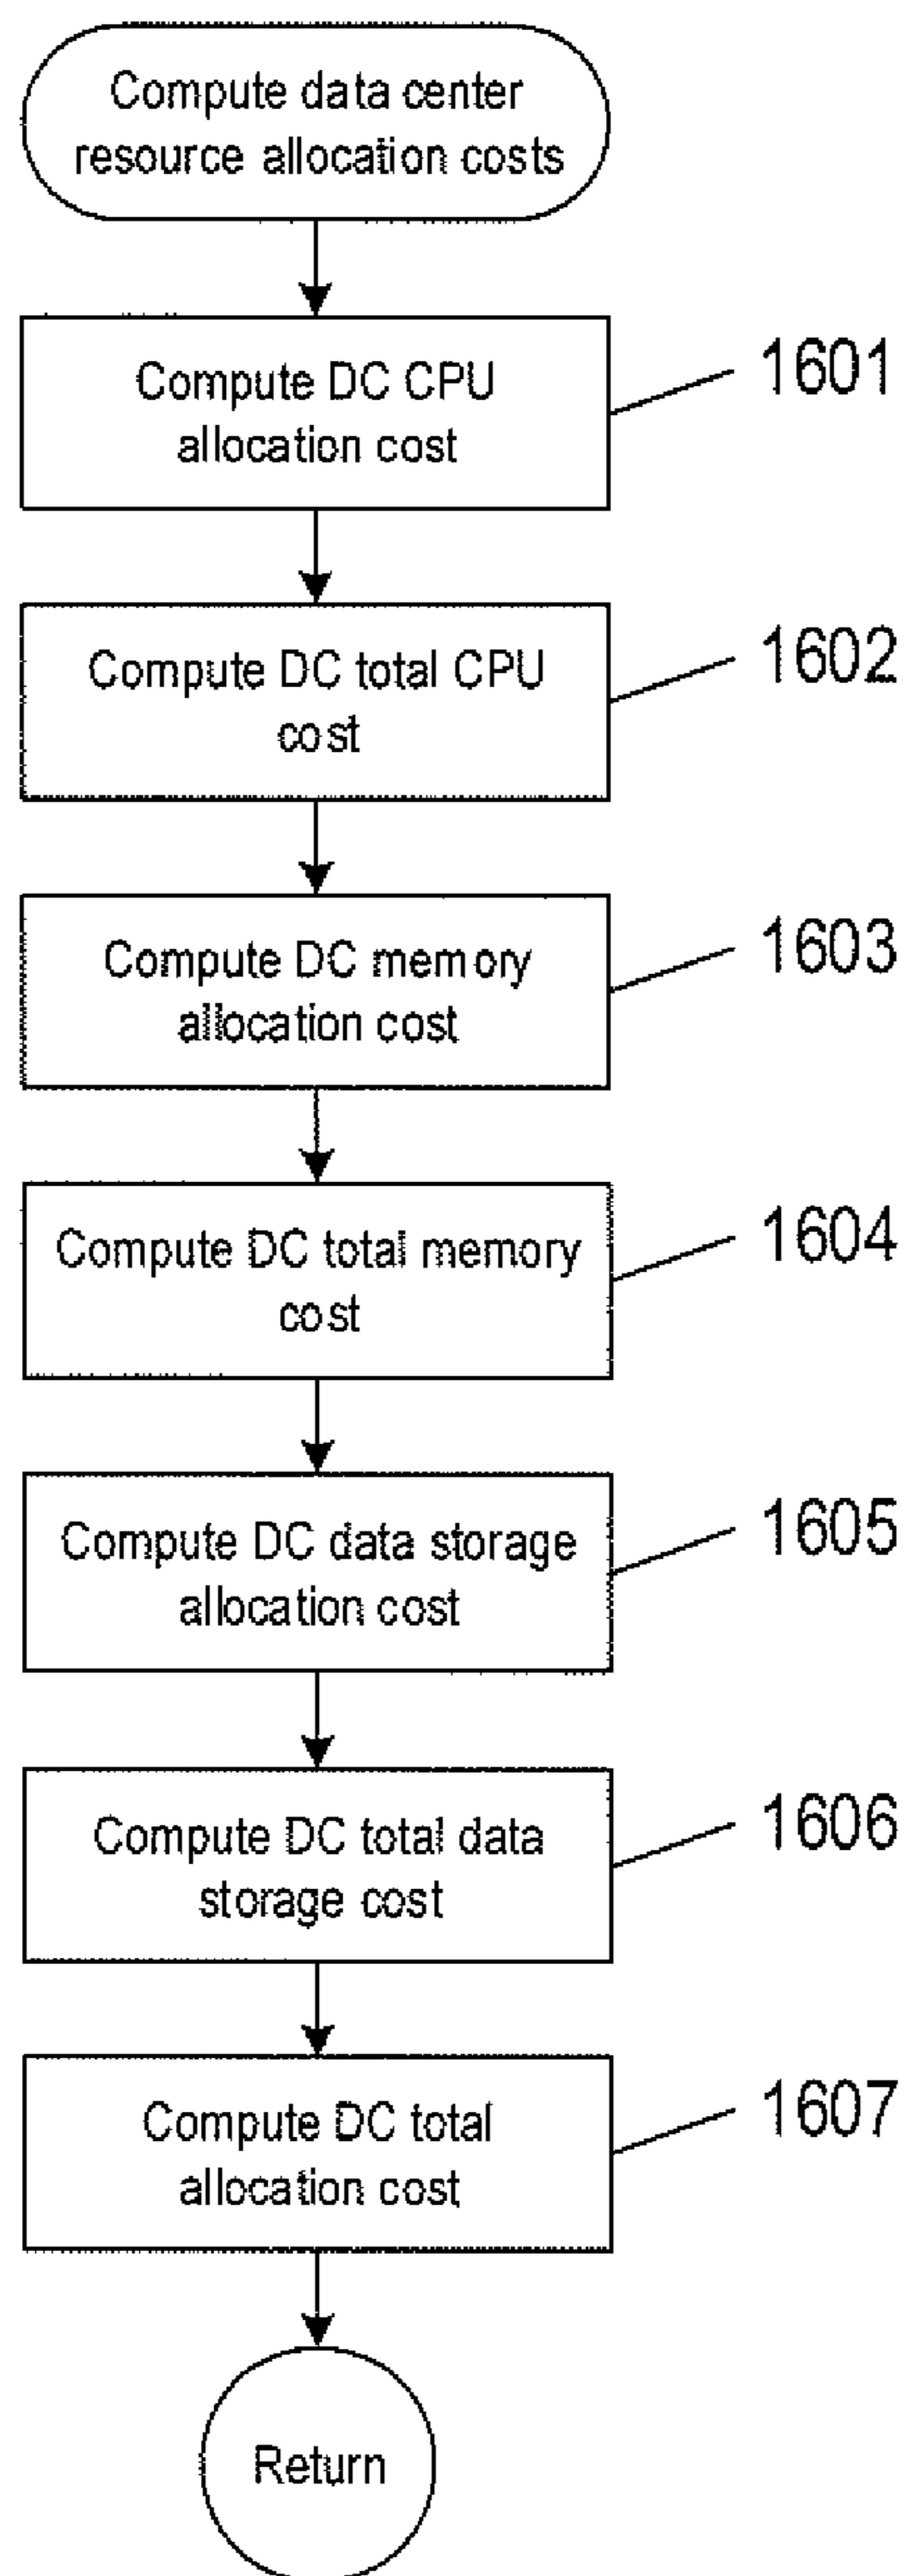 Compute data center
resource allocation costs
Compute DC CPU
allocation cost
1601
Compute DC total CPU
cost
1602
Compute DC memory
allocation cost
1603
Compute DC total memory
cost
1604
Compute DC data storage
allocation cost
1605
Compute DC total data
storage cost
1606
Compute DC total
allocation cost
1607
Return